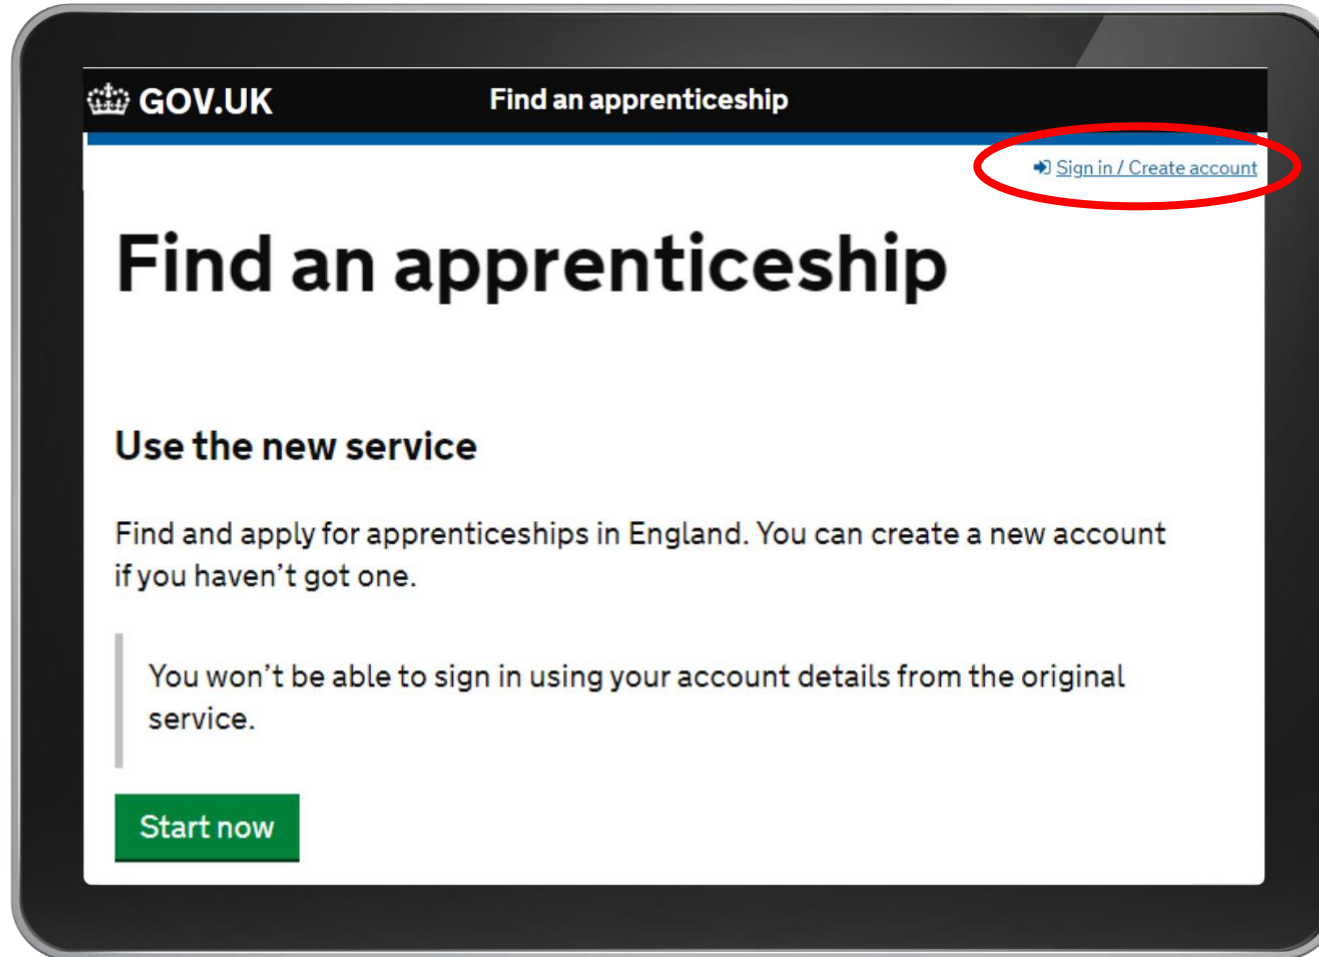 GOV.UK
Find an apprenticeship
Sign in / Create account
Find an apprenticeship
Use the new service
Find and apply for apprenticeships in England. You can create a new account
if you haven’t got one.
You won’t be able to sign in using your account details from the original
service.
Start now